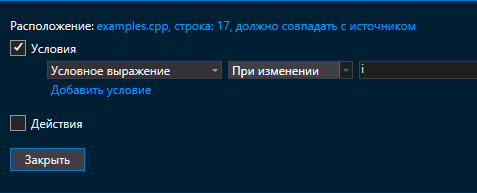 Расположение: examples.cpp, строка: 17, должно совпадать с источником
Условия
Условное выражение При изменении i
Добавить условие
Действия
Закрыть